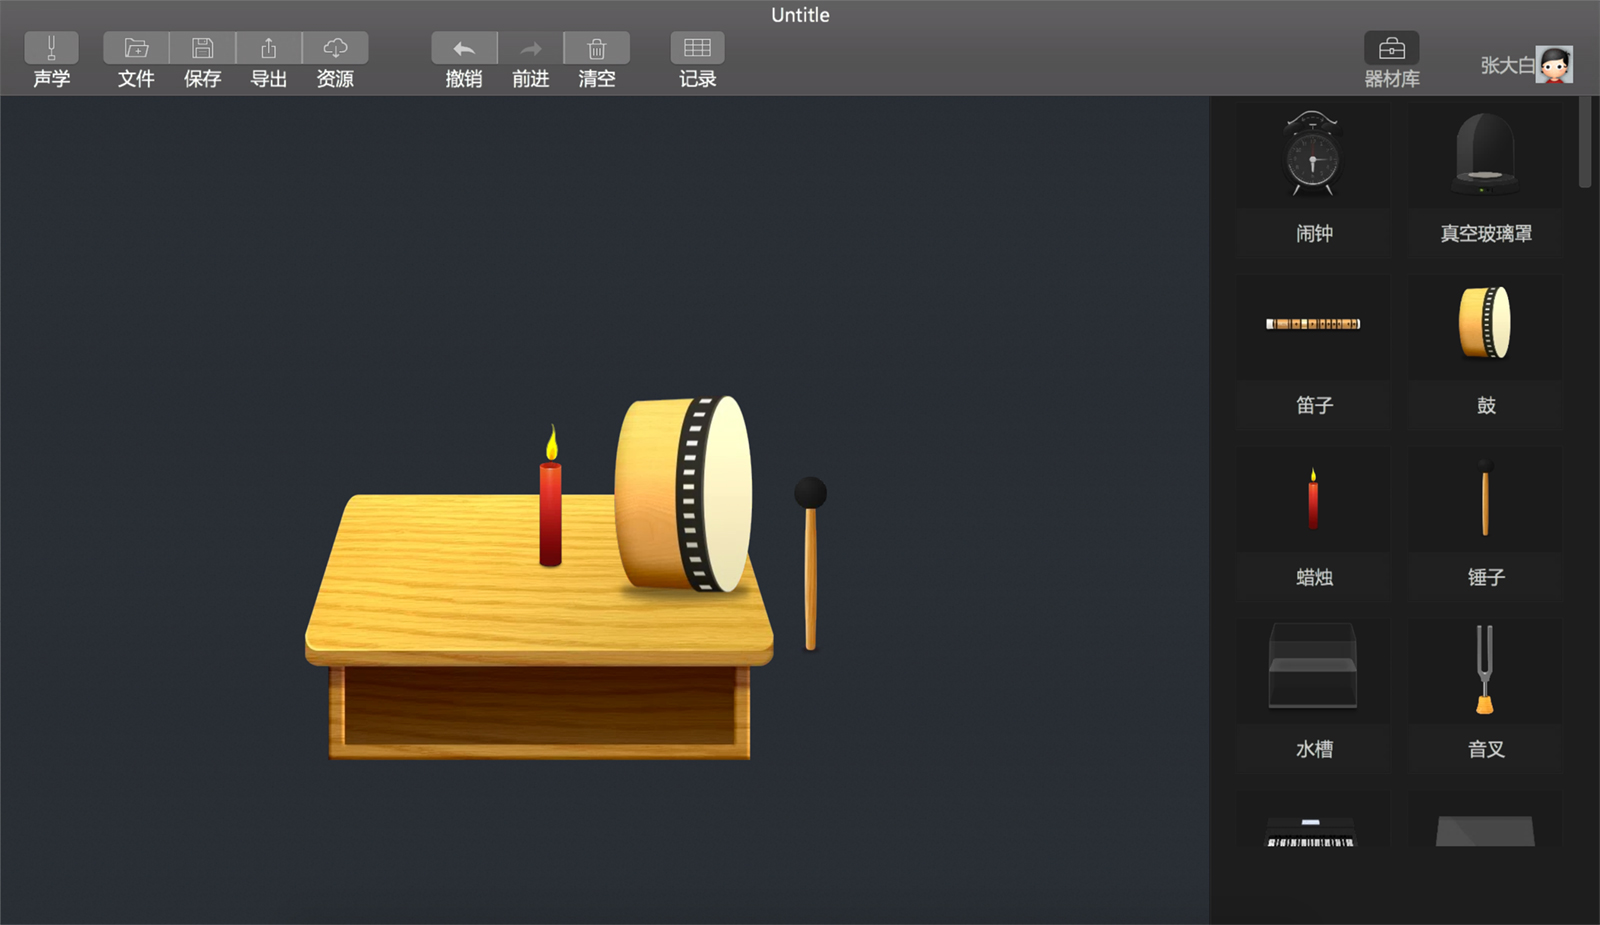 Untitle
声学
文件
保存
导出
资源
撤销
前进
清空
记录
器材库
张大白
闹钟
真空玻璃罩
笛子
鼓
蜡烛
锤子
水槽
音叉